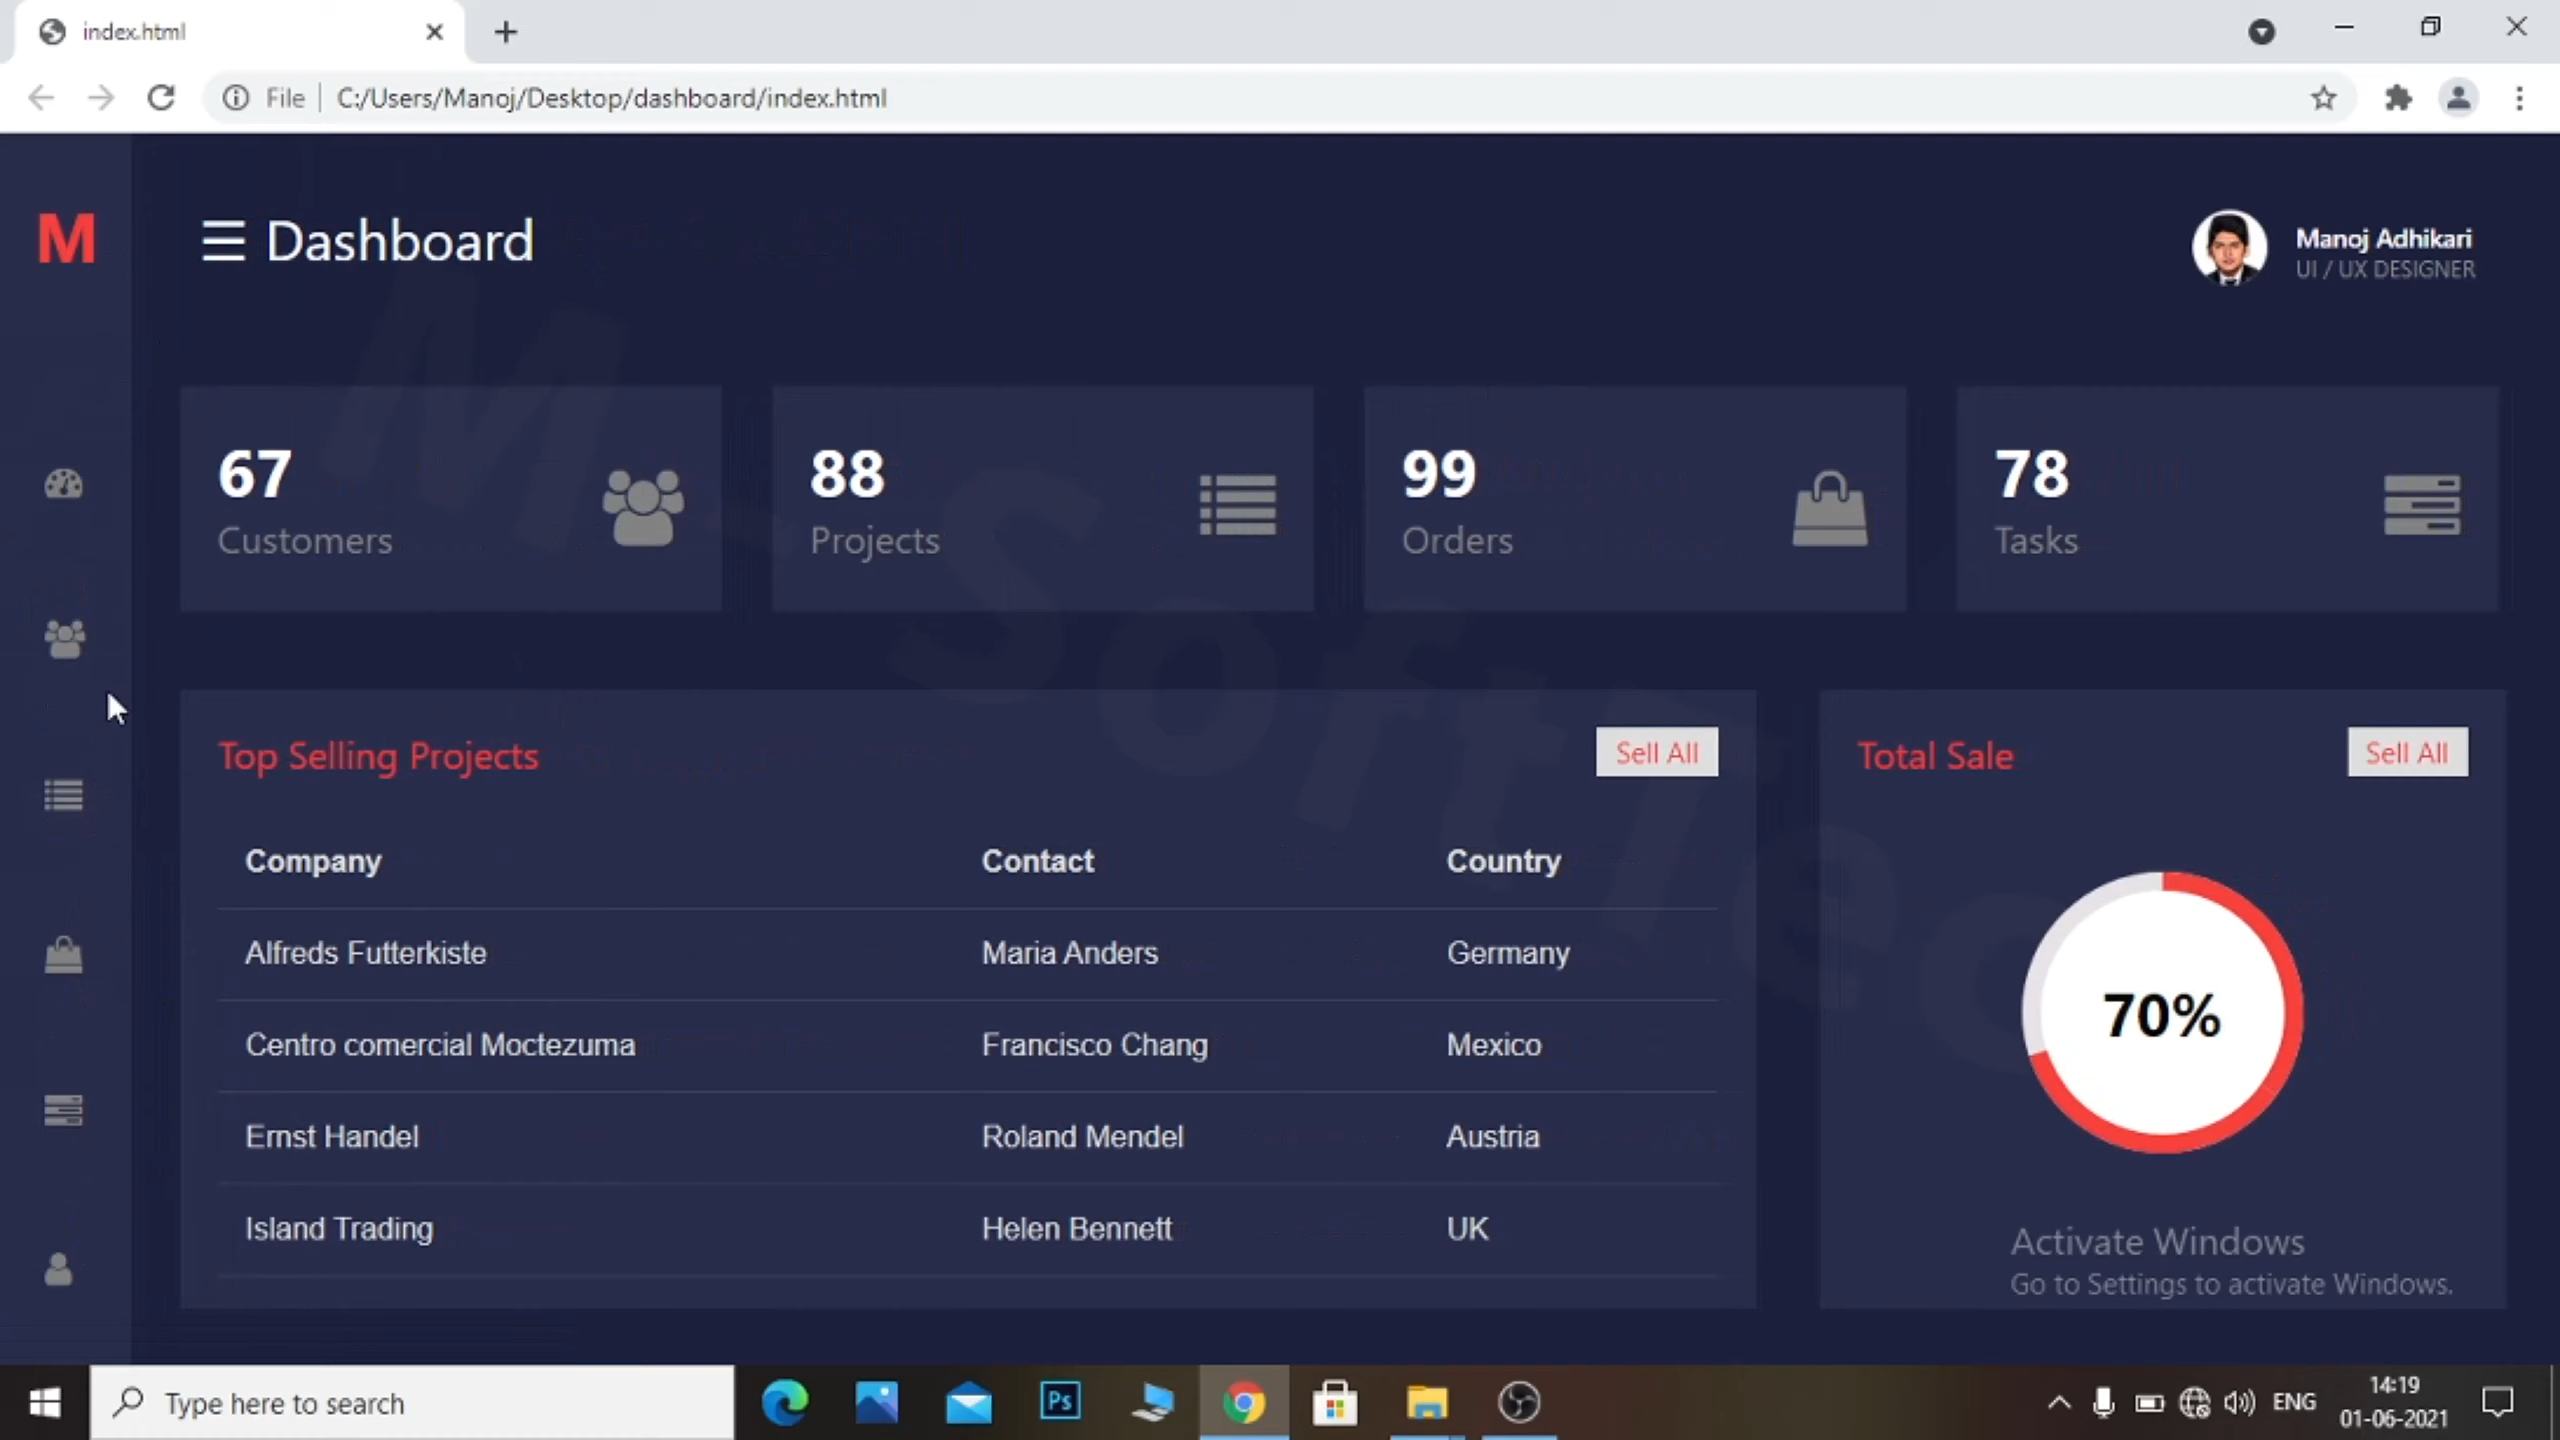 index.html
File | C:/Users/Manoj/Desktop/dashboard/index.html
M
☰ Dashboard
Manoj Adhikari
UI / UX DESIGNER
67
Customers
88
Projects
99
Orders
78
Tasks
Top Selling Projects
Sell All
Company Contact Country
Alfreds Futterkiste Maria Anders Germany
Centro comercial Moctezuma Francisco Chang Mexico
Ernst Handel Roland Mendel Austria
Island Trading Helen Bennett UK
Total Sale
Sell All
70%
Activate Windows
Go to Settings to activate Windows.
Type here to search
Ps
ENG
14:19
01-06-2021